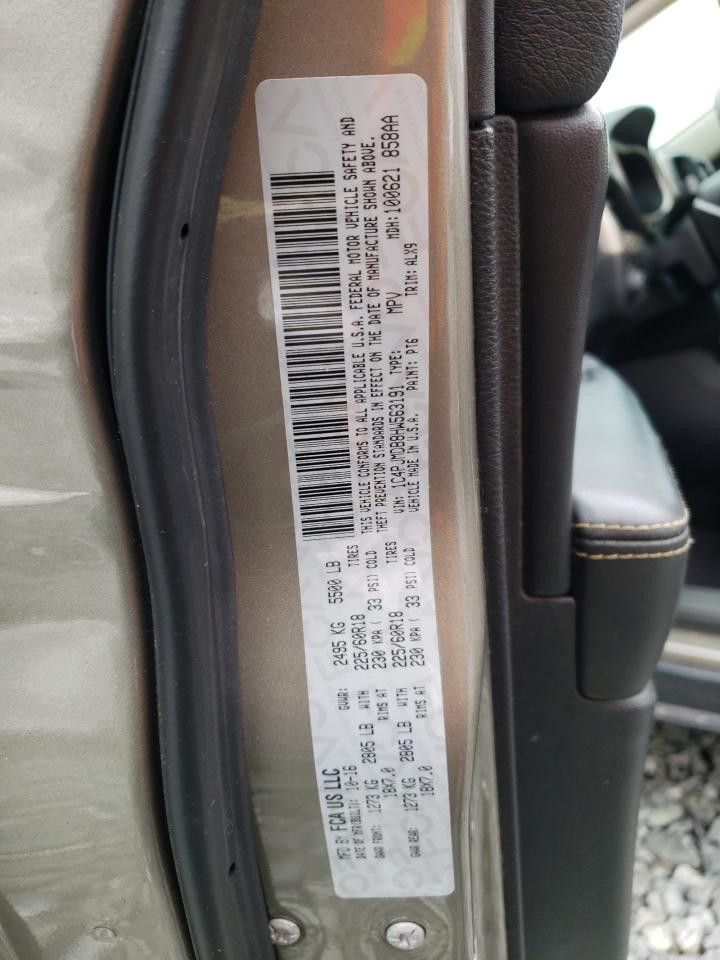 MFD BY FCA US LLC
DATE OF MFR(BUILT): 10-16 GVWR: 2495 KG 5500 LB
GAWR FRONT: 1273 KG 2805 LB WITH 225/60R18 TIRES
18X7.0 RIMS AT 230 KPA ( 33 PSI) COLD
GAWR REAR: 1273 KG 2805 LB WITH 225/60R18 TIRES
18X7.0 RIMS AT 230 KPA ( 33 PSI) COLD
THIS VEHICLE CONFORMS TO ALL APPLICABLE U.S.A. FEDERAL MOTOR VEHICLE SAFETY AND
THEFT PREVENTION STANDARDS IN EFFECT ON THE DATE OF MANUFACTURE SHOWN ABOVE.
VIN: 1C4PJMDB8HW563191 TYPE: MPV MDH: 100621 858AA
VEHICLE MADE IN U.S.A. PAINT: PT6 TRIM: ALX9